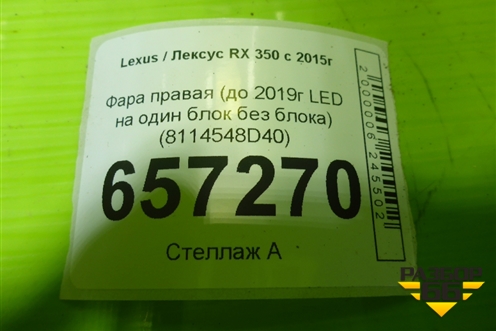 Lexus / Лексус RX 350 с 2015г
Фара правая (до 2019г LED
на один блок без блока)
(8114548D40)
657270
Стеллаж А
2000006245502
РАЗБОР